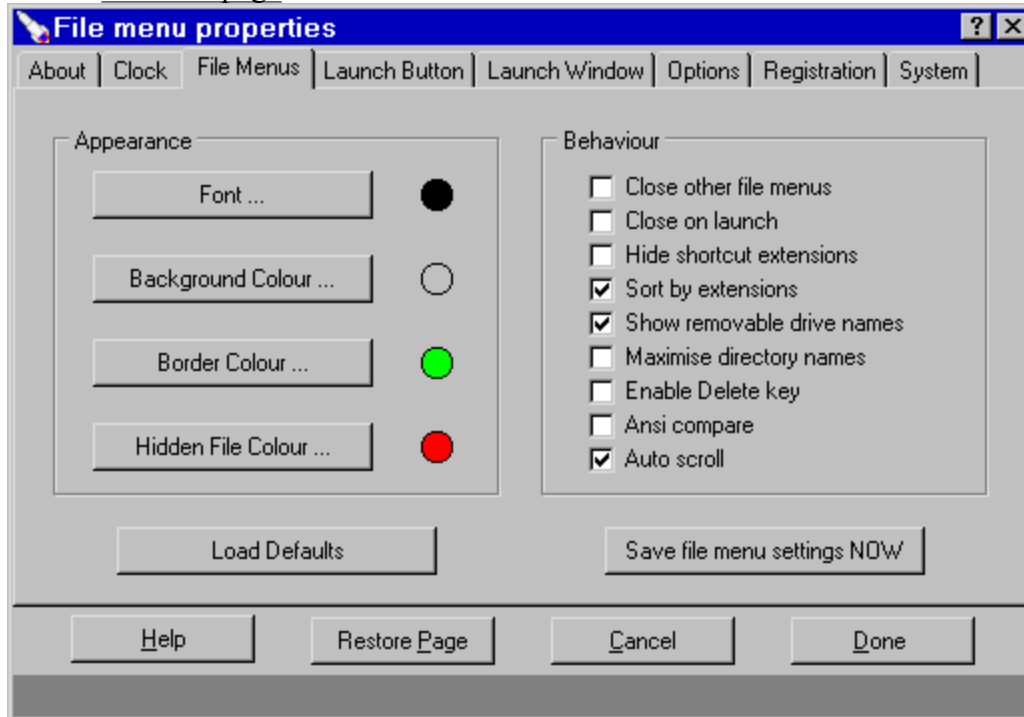 page
File menu properties
? X
About Clock File Menus Launch Button Launch Window Options Registration System
Appearance
Font ...
Background Colour ...
Border Colour ...
Hidden File Colour ...
Behaviour
Close other file menus
Close on launch
Hide shortcut extensions
Sort by extensions
Show removable drive names
Maximise directory names
Enable Delete key
Ansi compare
Auto scroll
Load Defaults
Save file menu settings NOW
Help Restore Page Cancel Done